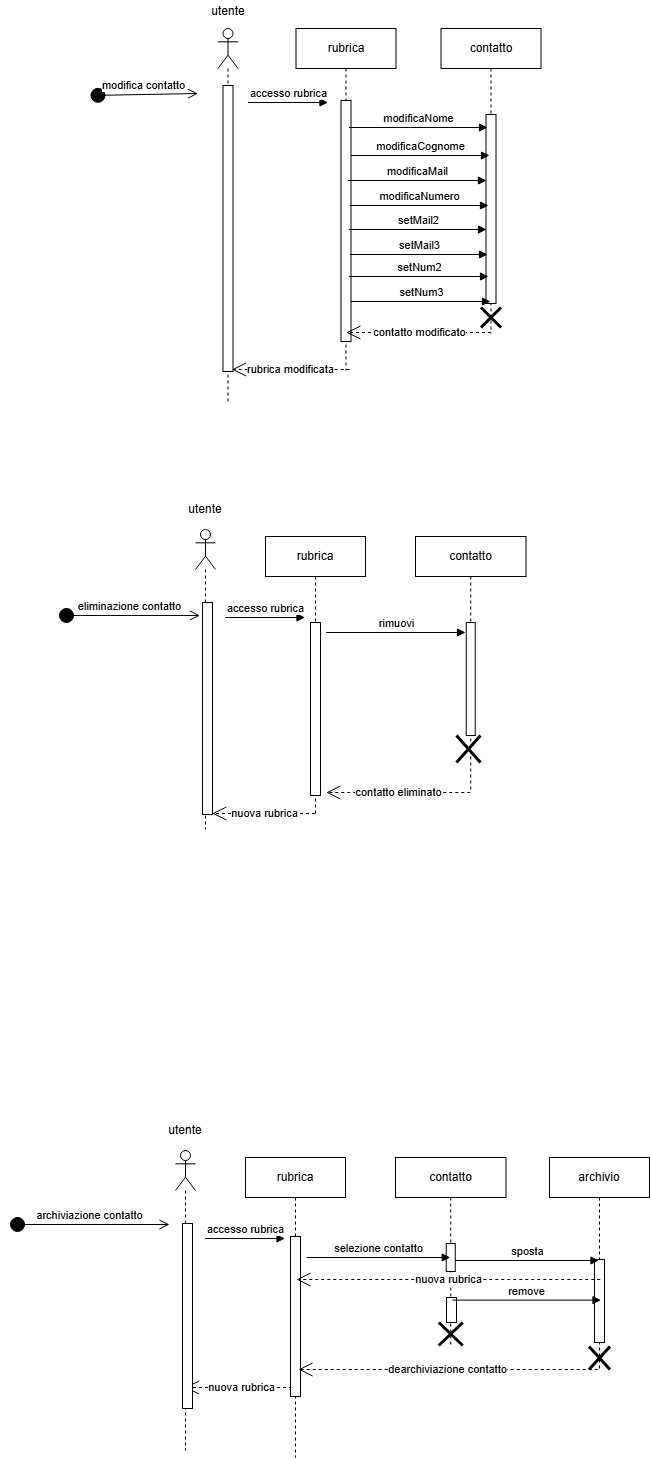 utente
rubrica
contatto
modifica contatto
accesso rubrica
modificaNome
modificaCognome
modificaMail
modificaNumero
setMail2
setMail3
setNum2
setNum3
contatto modificato
rubrica modificata
utente
rubrica
contatto
eliminazione contatto
accesso rubrica
rimuovi
contatto eliminato
nuova rubrica
utente
rubrica
contatto
archivio
archiviazione contatto
accesso rubrica
selezione contatto
sposta
nuova rubrica
remove
dearchiviazione contatto
nuova rubrica